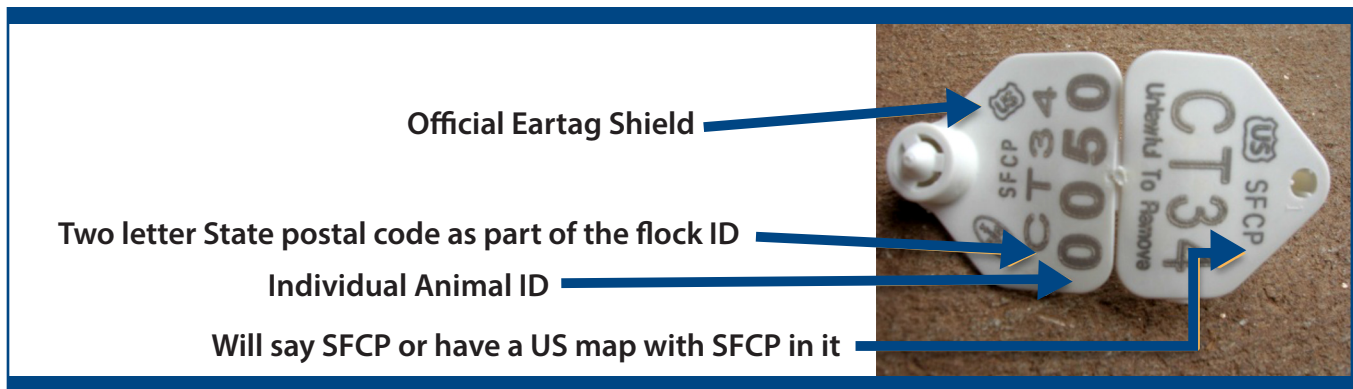 Official Eartag Shield
Two letter State postal code as part of the flock ID
Individual Animal ID
Will say SFCP or have a US map with SFCP in it
US
SFCP
CT34
0050
US SFCP
CT34
Unlawful To Remove